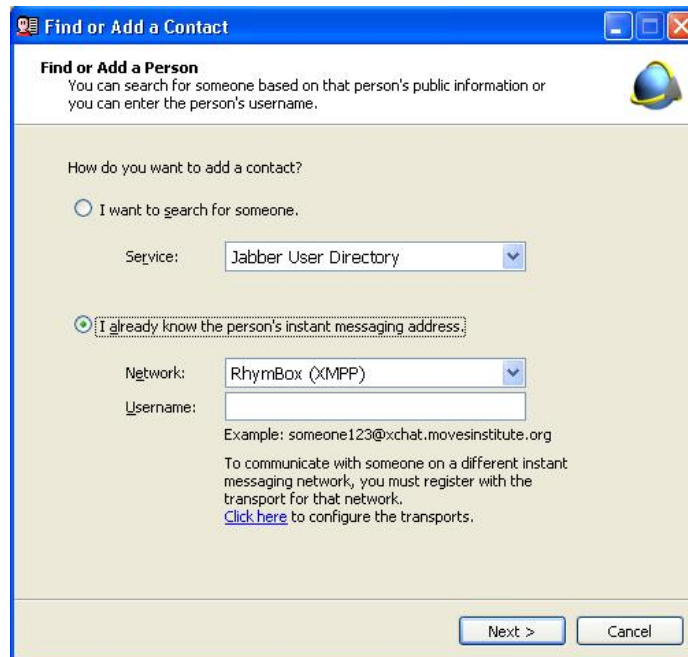 Find or Add a Contact
Find or Add a Person
You can search for someone based on that person's public information or
you can enter the person's username.
How do you want to add a contact?
I want to search for someone.
Service:
Jabber User Directory
I already know the person's instant messaging address.
Network:
RhymBox (XMPP)
Username:
Example: someone123@xchat.movesinstitute.org
To communicate with someone on a different instant
messaging network, you must register with the
transport for that network.
Click here to configure the transports.
Next >
Cancel